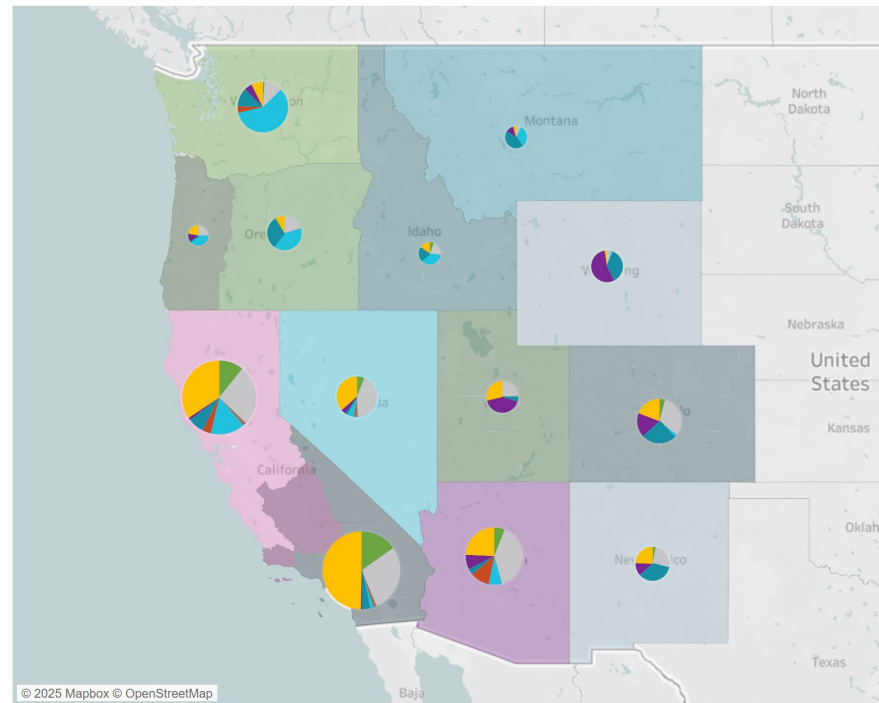 North
Dakota
Montana
South
Dakota
Idaho
Nebraska
United
States
Kansas
California
Oklah
Texas
Baja
© 2025 Mapbox © OpenStreetMap